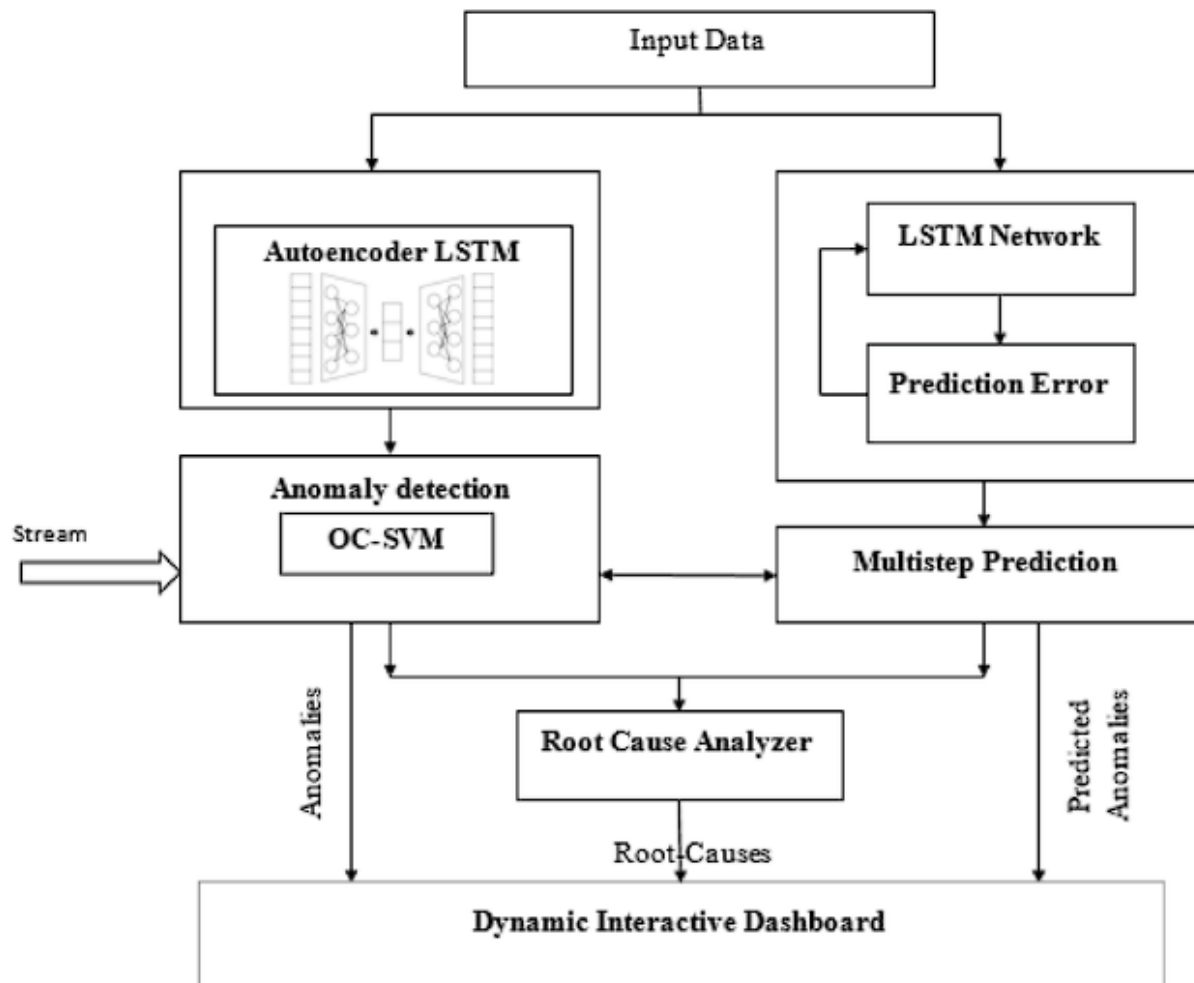 Input Data
Autoencoder LSTM
LSTM Network
Prediction Error
Anomaly detection
OC-SVM
Stream
Multistep Prediction
Anomalies
Root Cause Analyzer
Predicted
Anomalies
Root-Causes
Dynamic Interactive Dashboard